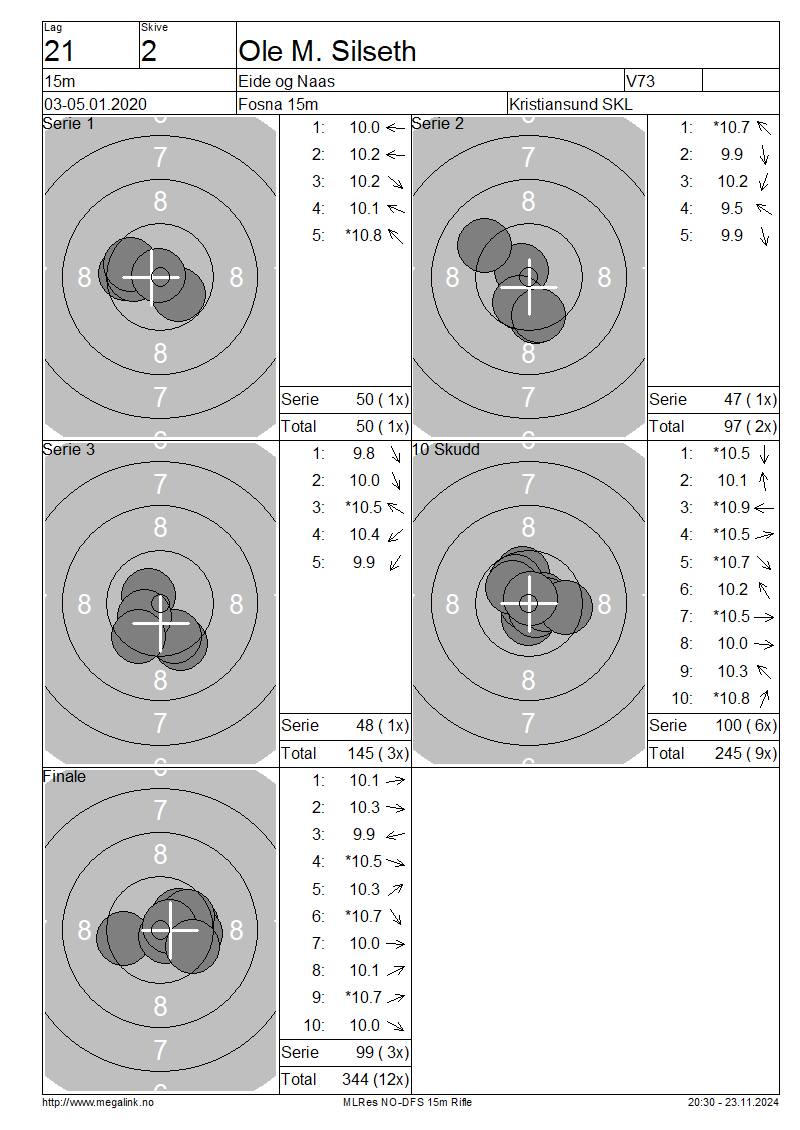 Lag
Skive
21
2
Ole M. Silseth
15m
Eide og Naas
V73
03-05.01.2020
Fosna 15m
Kristiansund SKL
Serie 1
6
7
8
8
8
8
7
6
1: 10.0
2: 10.2
3: 10.2
4: 10.1
5: *10.8
Serie 50 ( 1x)
Total 50 ( 1x)
Serie 2
6
7
8
8
8
8
7
6
1: *10.7
2: 9.9
3: 10.2
4: 9.5
5: 9.9
Serie 47 ( 1x)
Total 97 ( 2x)
Serie 3
7
8
8
8
8
7
6
1: 9.8
2: 10.0
3: *10.5
4: 10.4
5: 9.9
Serie 48 ( 1x)
Total 145 ( 3x)
10 Skudd
7
8
8
8
8
7
6
1: *10.5
2: 10.1
3: *10.9
4: *10.5
5: *10.7
6: 10.2
7: *10.5
8: 10.0
9: 10.3
10: *10.8
Serie 100 ( 6x)
Total 245 ( 9x)
Finale
7
8
8
8
8
7
6
1: 10.1
2: 10.3
3: 9.9
4: *10.5
5: 10.3
6: *10.7
7: 10.0
8: 10.1
9: *10.7
10: 10.0
Serie 99 ( 3x)
Total 344 (12x)
http://www.megalink.no
MLRes NO-DFS 15m Rifle
20:30 - 23.11.2024